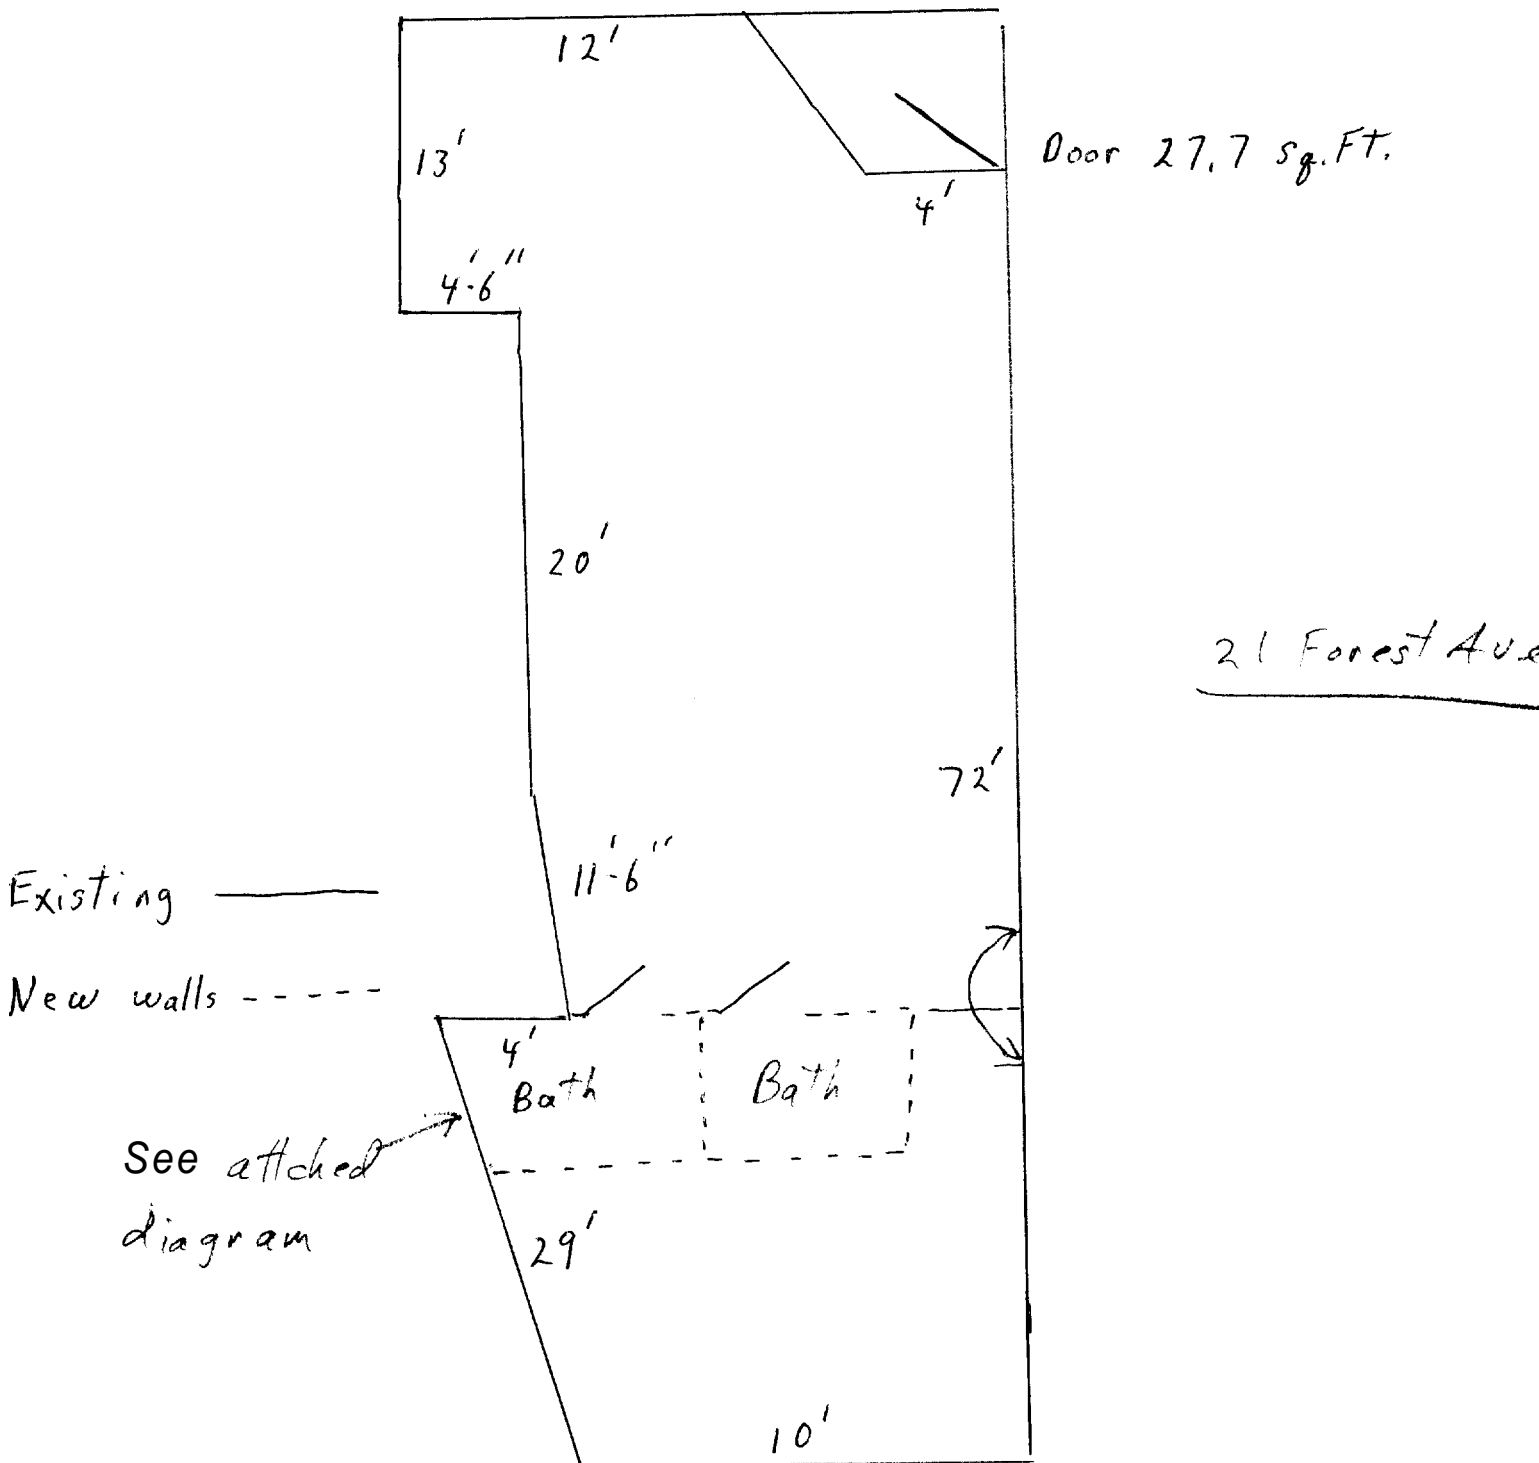 12'
13'
Door 27.7 sq.Ft.
4'
4'-6"
20'
21 Forest Ave
72'
11'-6"
Existing
New walls
4'
Bath
Bath
See attched
diagram
29'
10'